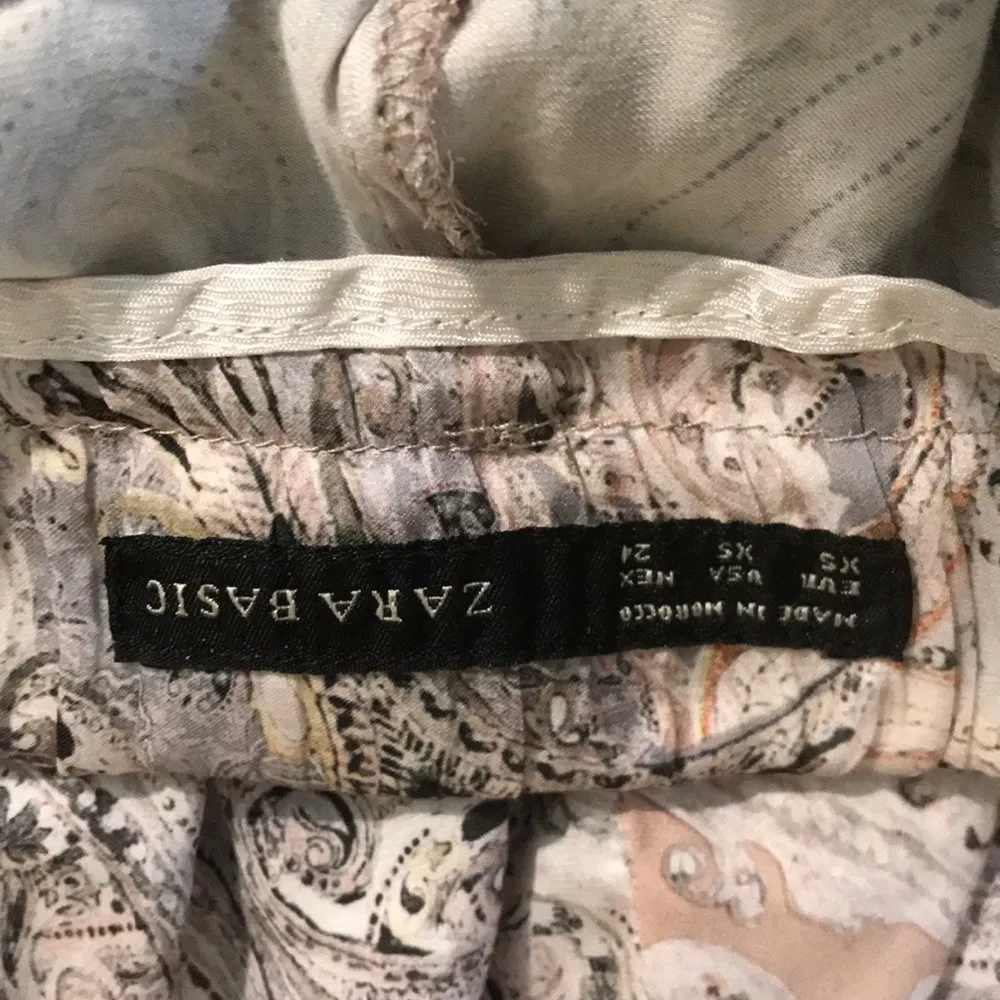 MADE IN MOROCCO
EUR USA MEX
XS XS 24
ZARA BASIC